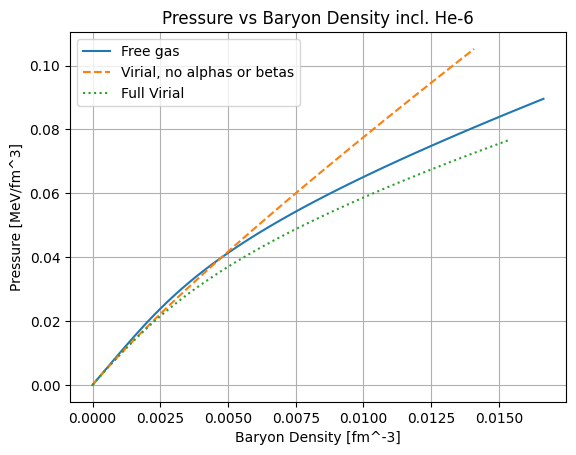 Pressure vs Baryon Density incl. He-6
Free gas
Virial, no alphas or betas
Full Virial
Pressure [MeV/fm^3]
0.10
0.08
0.06
0.04
0.02
0.00
0.0000 0.0025 0.0050 0.0075 0.0100 0.0125 0.0150
Baryon Density [fm^-3]